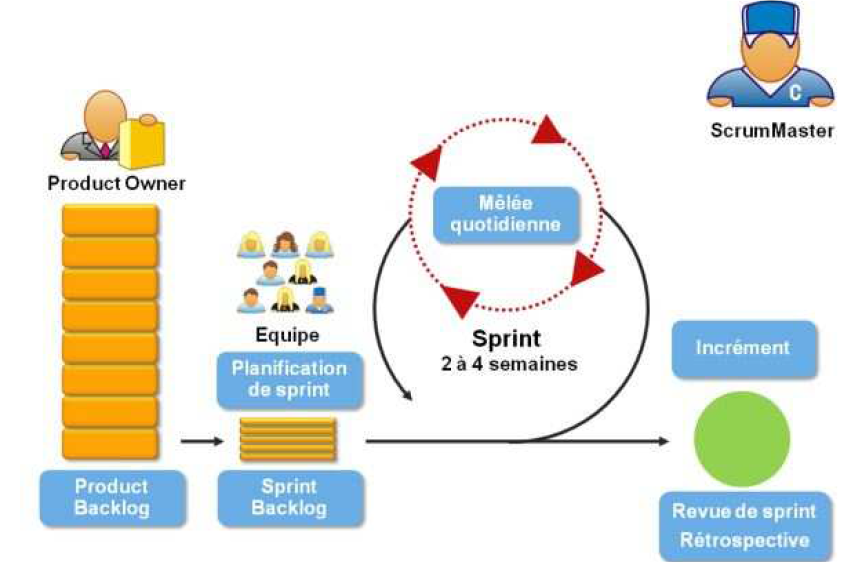 ScrumMaster
Product Owner
Mêlée
quotidienne
C
Equipe
Sprint
2 à 4 semaines
Planification
de sprint
Incrément
Product
Backlog
Sprint
Backlog
Revue de sprint
Rétrospective